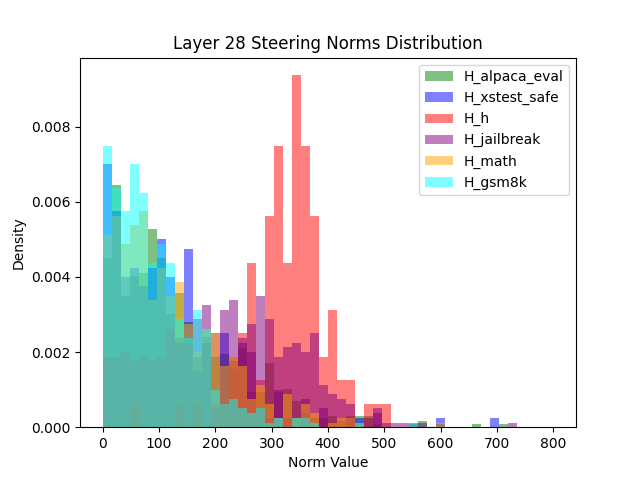 Layer 28 Steering Norms Distribution
H_alpaca_eval
H_xstest_safe
H_h
H_jailbreak
H_math
H_gsm8k
Density
0.008
0.006
0.004
0.002
0.000
0 100 200 300 400 500 600 700 800
Norm Value